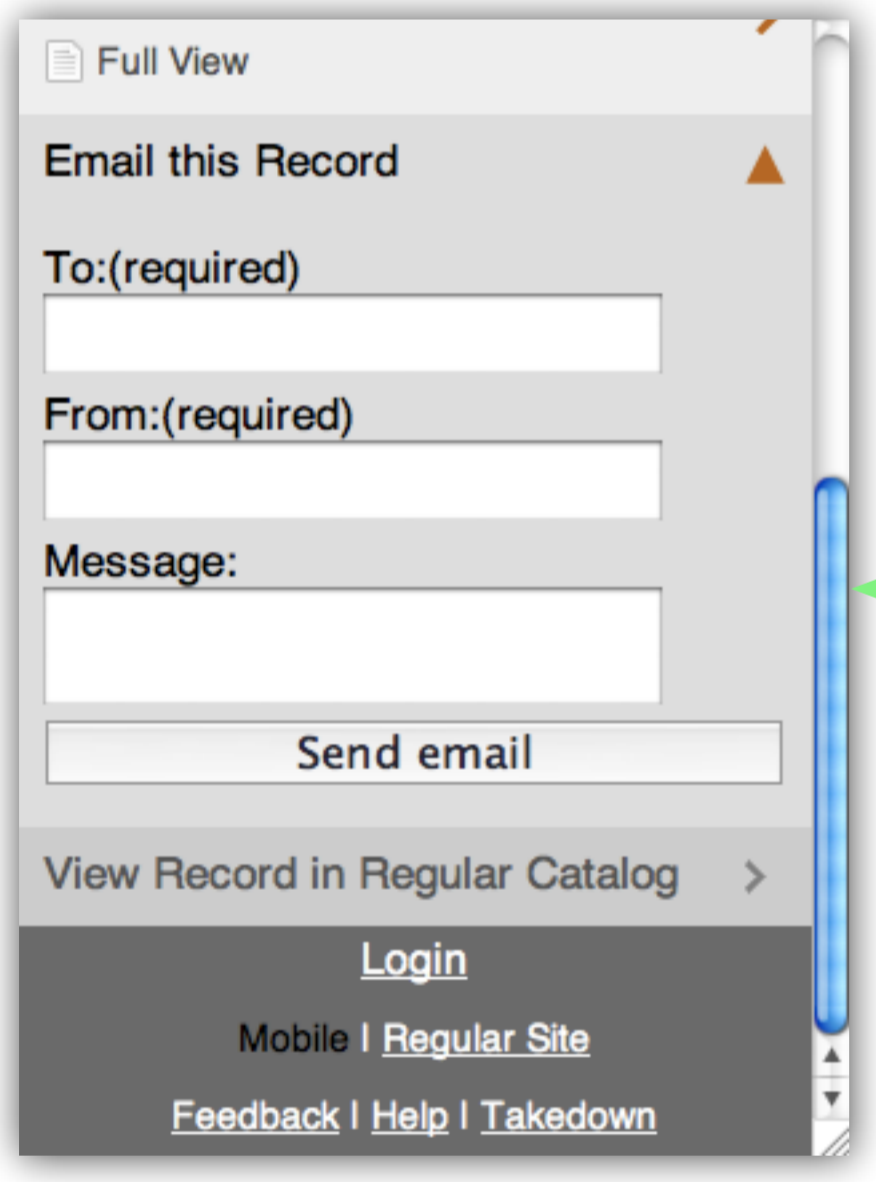 Full View
Email this Record
To:(required)
From:(required)
Message:
Send email
View Record in Regular Catalog
Login
Mobile | Regular Site
Feedback | Help | Takedown